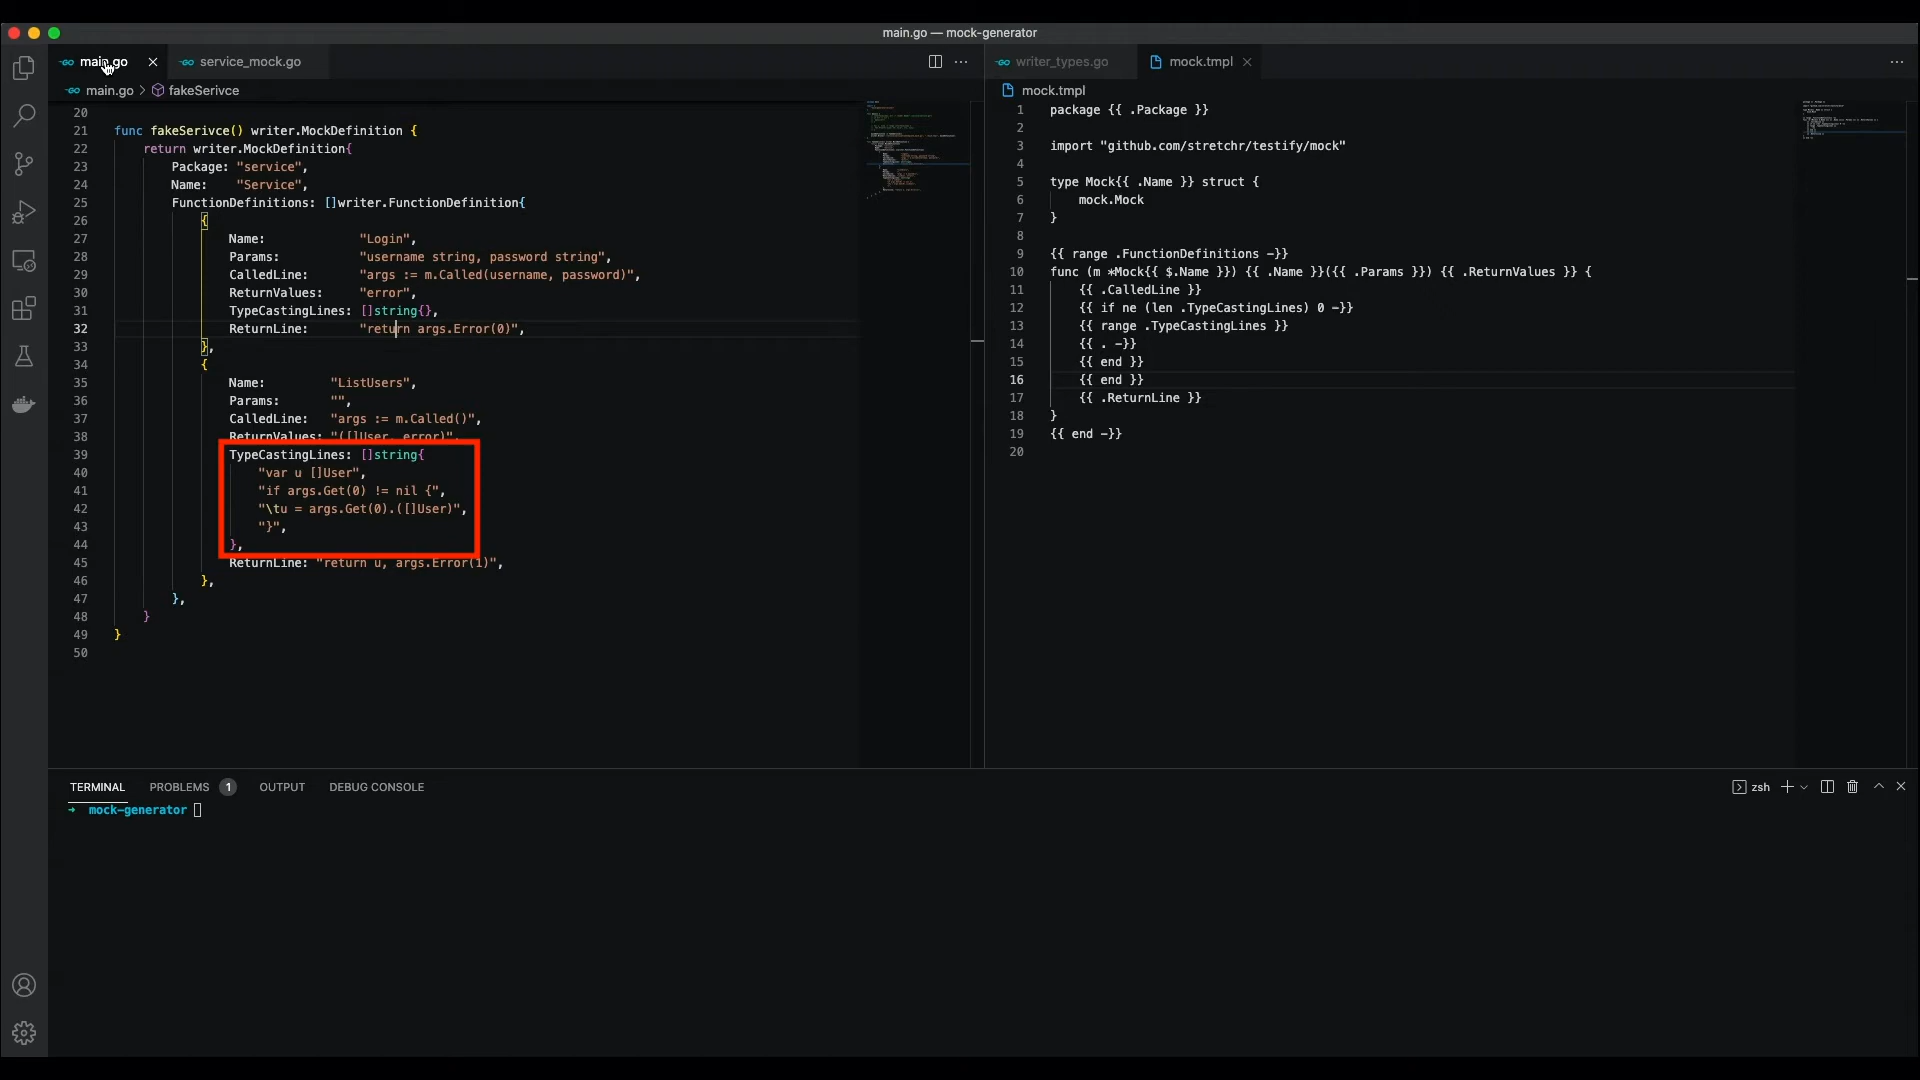 main.go — mock-generator
main.go
service_mock.go
main.go > fakeSerivce
20
21 func fakeSerivce() writer.MockDefinition {
22 return writer.MockDefinition{
23 Package: "service",
24 Name: "Service",
25 FunctionDefinitions: []writer.FunctionDefinition{
26 {
27 Name: "Login",
28 Params: "username string, password string",
29 CalledLine: "args := m.Called(username, password)",
30 ReturnValues: "error",
31 TypeCastingLines: []string{},
32 ReturnLine: "return args.Error(0)",
33 },
34 {
35 Name: "ListUsers",
36 Params: "",
37 CalledLine: "args := m.Called()",
38 ReturnValues: "([]User, error)",
39 TypeCastingLines: []string{
40 "var u []User",
41 "if args.Get(0) != nil {",
42 "\tu = args.Get(0).([]User)",
43 "}",
44 },
45 ReturnLine: "return u, args.Error(1)",
46 },
47 },
48 }
49 }
50
writer_types.go
mock.tmpl
mock.tmpl
1 package {{ .Package }}
2
3 import "github.com/stretchr/testify/mock"
4
5 type Mock{{ .Name }} struct {
6 mock.Mock
7 }
8
9 {{ range .FunctionDefinitions -}}
10 func (m *Mock{{ $.Name }}) {{ .Name }}({{ .Params }}) {{ .ReturnValues }} {
11 {{ .CalledLine }}
12 {{ if ne (len .TypeCastingLines) 0 -}}
13 {{ range .TypeCastingLines }}
14 {{ . -}}
15 {{ end }}
16 {{ end }}
17 {{ .ReturnLine }}
18 }
19 {{ end -}}
20
TERMINAL PROBLEMS 1 OUTPUT DEBUG CONSOLE
zsh
→ mock-generator